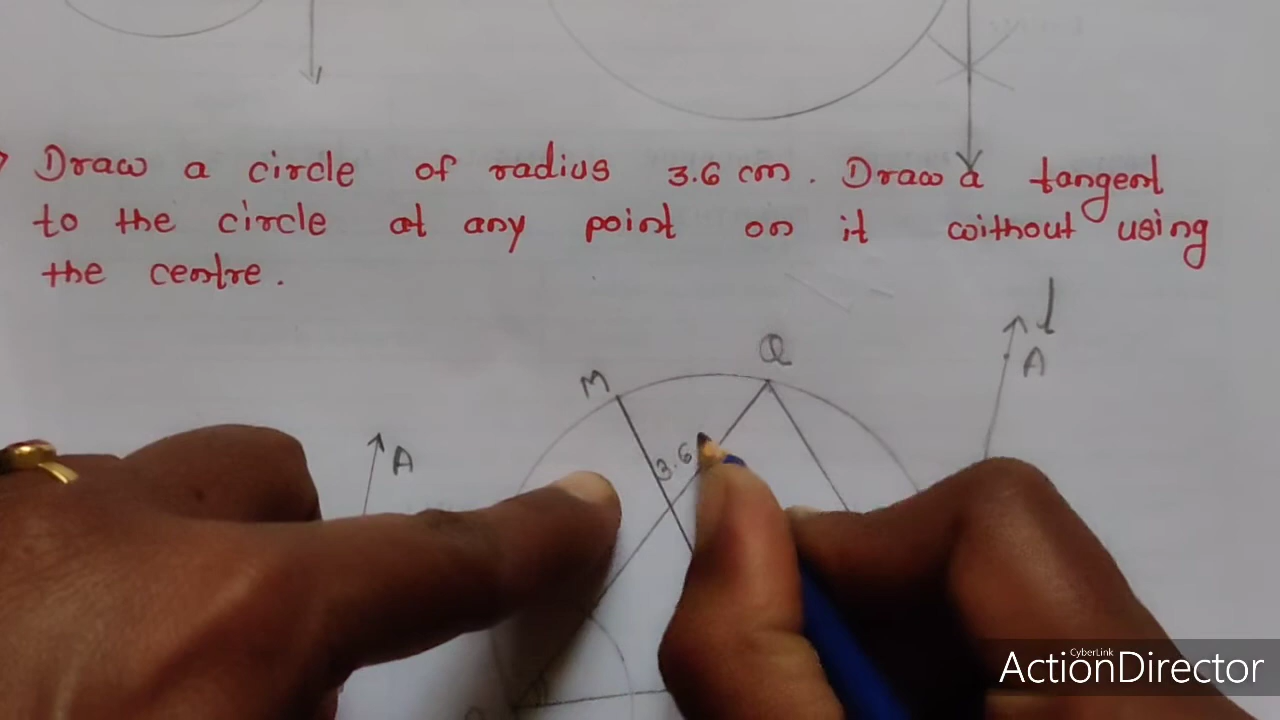 Draw a circle of radius 3.6 cm. Draw a tangent
to the circle at any point on it without using
the centre.
l
Q
A
M
A
3.6
CyberLink
ActionDirector